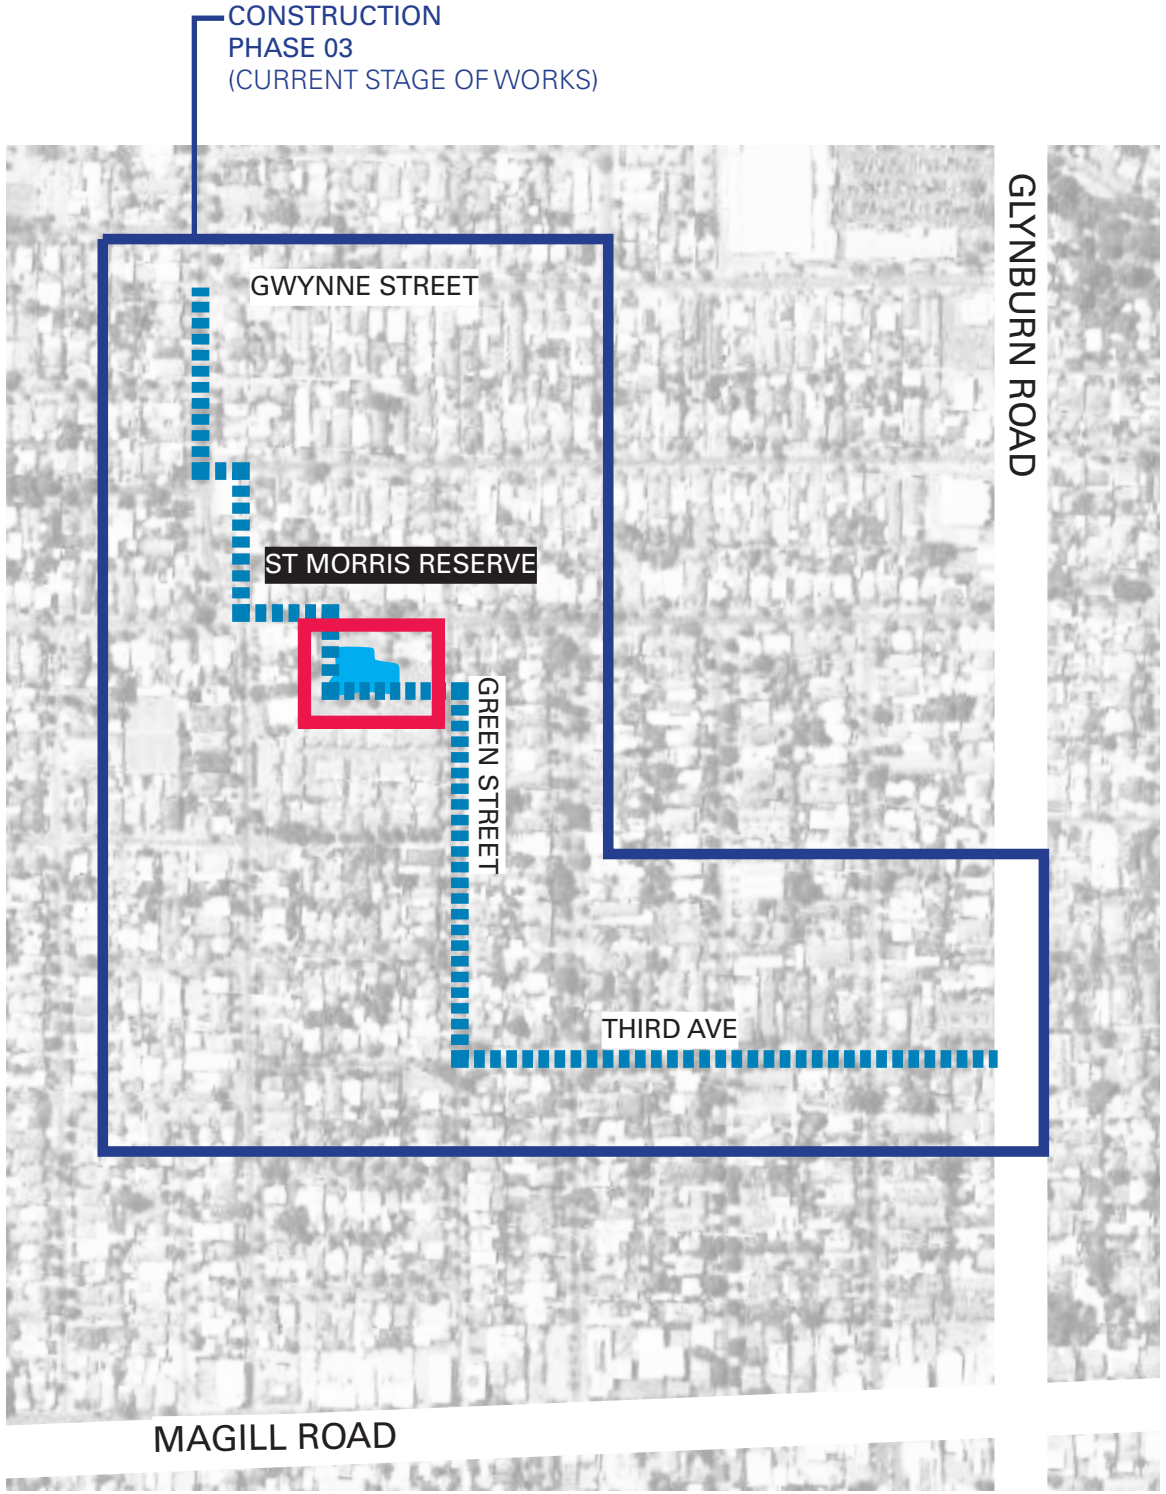 CONSTRUCTION
PHASE 03
(CURRENT STAGE OF WORKS)
GLYNBURN ROAD
GWYNNE STREET
ST MORRIS RESERVE
GREEN STREET
THIRD AVE
MAGILL ROAD